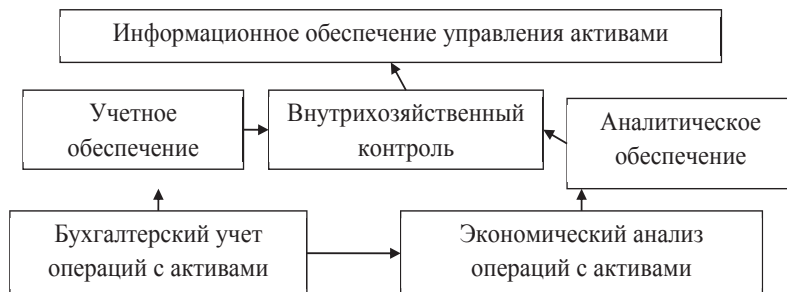 Информационное обеспечение управления активами
Учетное
обеспечение
Внутрихозяйственный
контроль
Аналитическое
обеспечение
Бухгалтерский учет
операций с активами
Экономический анализ
операций с активами